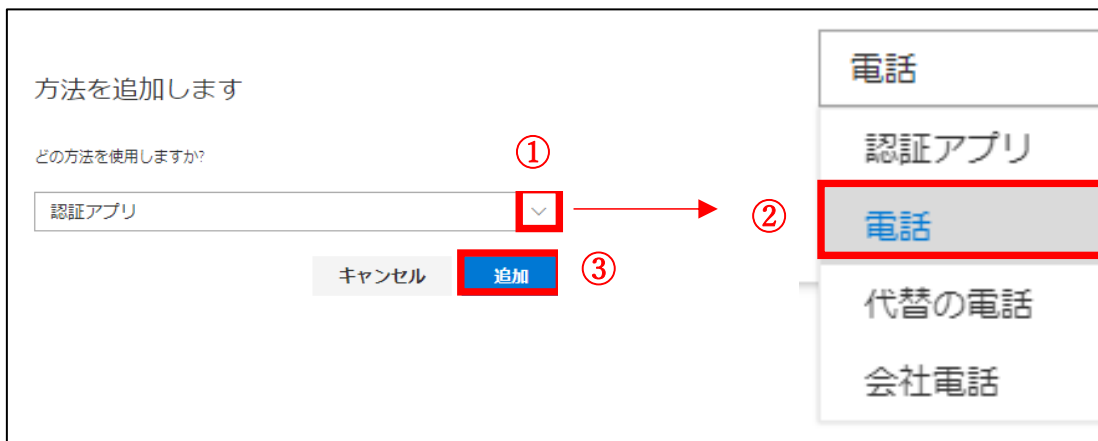 方法を追加します
どの方法を使用しますか?
①
認証アプリ
キャンセル
追加
③
②
電話
認証アプリ
電話
代替の電話
会社電話